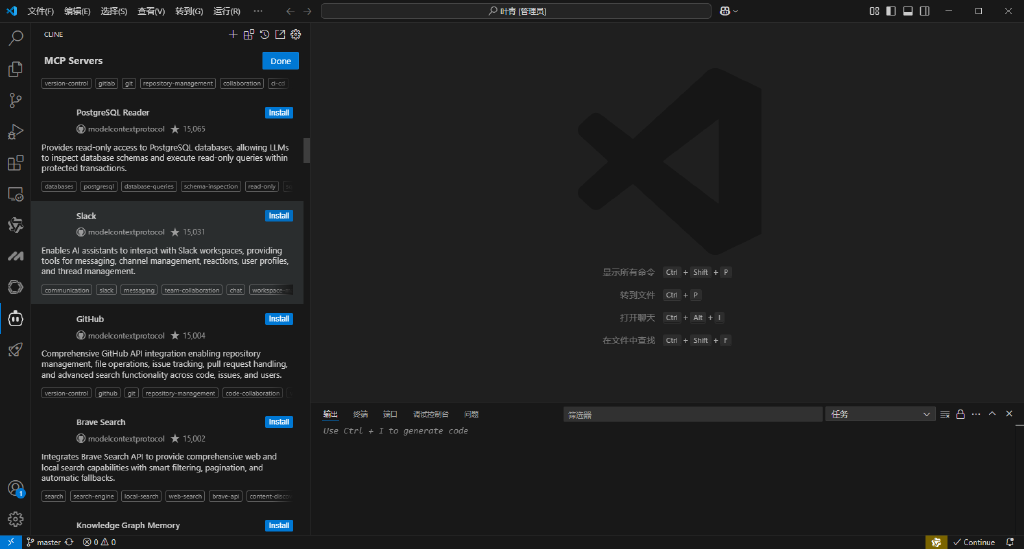 文件(F) 编辑(E) 选择(S) 查看(V) 转到(G) 运行(R) ··· 叶青 [管理员]
CLINE
MCP Servers Done
version-control gitlab git repository-management collaboration ci-cd
PostgreSQL Reader Install
modelcontextprotocol ★ 15,065
Provides read-only access to PostgreSQL databases, allowing LLMs
to inspect database schemas and execute read-only queries within
protected transactions.
databases postgresql database-queries schema-inspection read-only
Slack Install
modelcontextprotocol ★ 15,031
Enables AI assistants to interact with Slack workspaces, providing
tools for messaging, channel management, reactions, user profiles,
and thread management.
communication slack messaging team-collaboration chat workspace
GitHub Install
modelcontextprotocol ★ 15,004
Comprehensive GitHub API integration enabling repository
management, file operations, issue tracking, pull request handling,
and advanced search functionality across code, issues, and users.
version-control github git repository-management code-collaboration
Brave Search Install
modelcontextprotocol ★ 15,002
Integrates Brave Search API to provide comprehensive web and
local search capabilities with smart filtering, pagination, and
automatic fallbacks.
search search-engine local-search web-search brave-api
Knowledge Graph Memory Install
显示所有命令 Ctrl + Shift + P
转到文件 Ctrl + P
打开聊天 Ctrl + Alt + I
在文件中查找 Ctrl + Shift + F
输出 终端 端口 调试控制台 问题 筛选器 任务
Use Ctrl + I to generate code
1
master 0 0 Continue